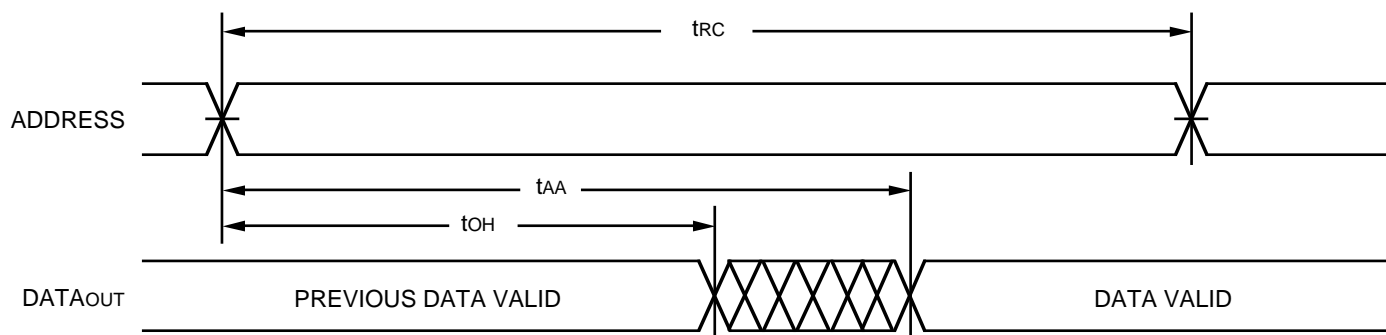 tRC
ADDRESS
tAA
tOH
DATAOUT
PREVIOUS DATA VALID
DATA VALID